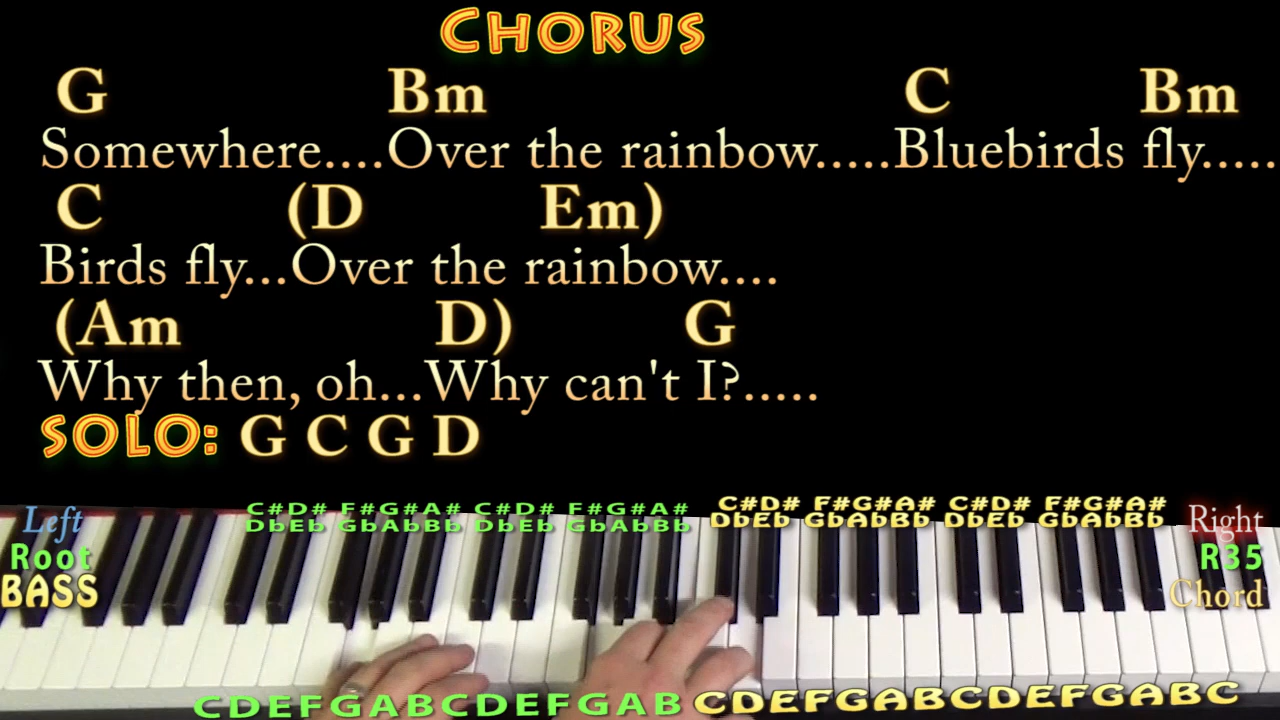 CHORUS
G Bm C Bm
Somewhere....Over the rainbow.....Bluebirds fly.....
C (D Em)
Birds fly...Over the rainbow....
(Am D) G
Why then, oh...Why can't I?.....
SOLO: G C G D
C#D# F#G#A# C#D# F#G#A# C#D# F#G#A# C#D# F#G#A#
DbEb GbAbBb DbEb GbAbBb DbEb GbAbBb DbEb GbAbBb
Left
Root
BASS
Right
R35
Chord
CDEFGABCDEFGAB CDEFGABCDEFGABC